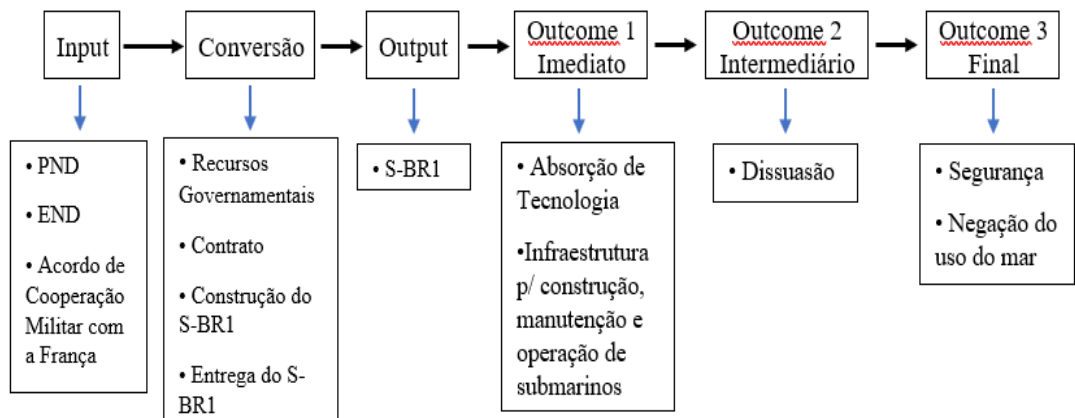 Input
Conversão
Output
Outcome 1
Imediato
Outcome 2
Intermediário
Outcome 3
Final
• PND
• END
• Acordo de
Cooperação
Militar com
a França
• Recursos
Governamentais
• Contrato
• Construção do
S-BR1
• Entrega do S-
BR1
• S-BR1
• Absorção de
Tecnologia
•Infraestrutura
p/ construção,
manutenção e
operação de
submarinos
• Dissuasão
• Segurança
• Negação do
uso do mar